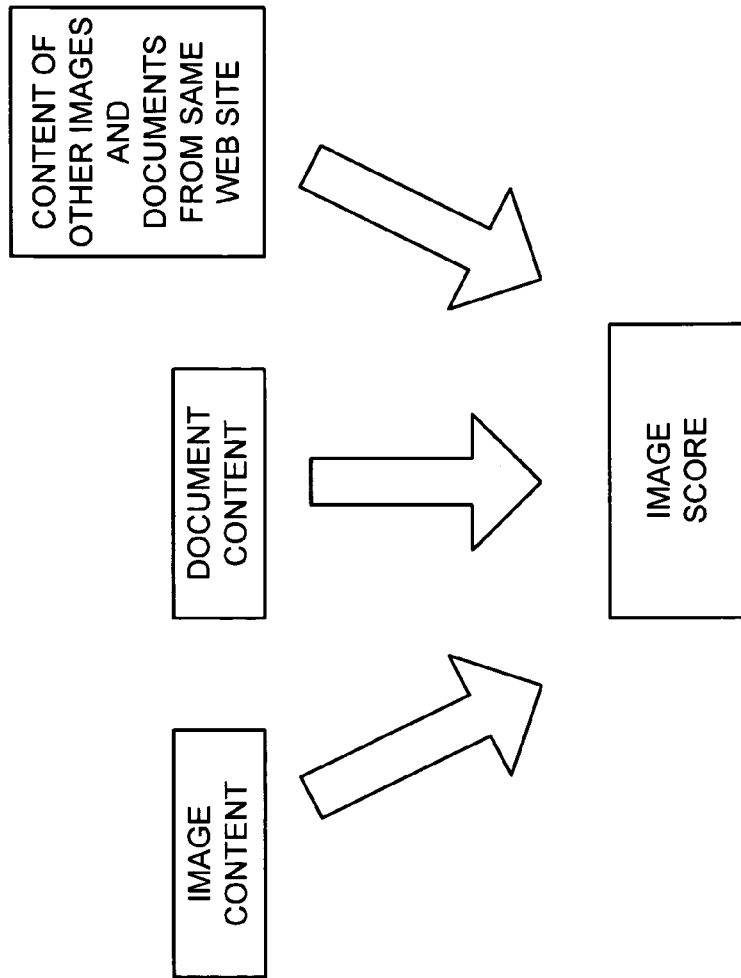 IMAGE
CONTENT
DOCUMENT
CONTENT
CONTENT OF
OTHER IMAGES
AND
DOCUMENTS
FROM SAME
WEB SITE
IMAGE
SCORE